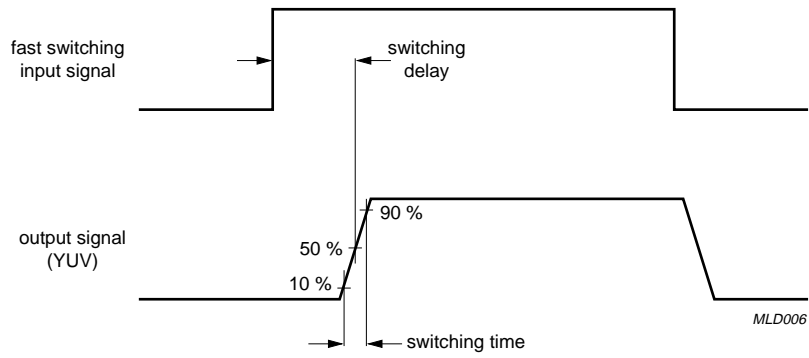 fast switching
input signal
switching
delay
90 %
output signal
(YUV)
50 %
10 %
MLD006
switching time